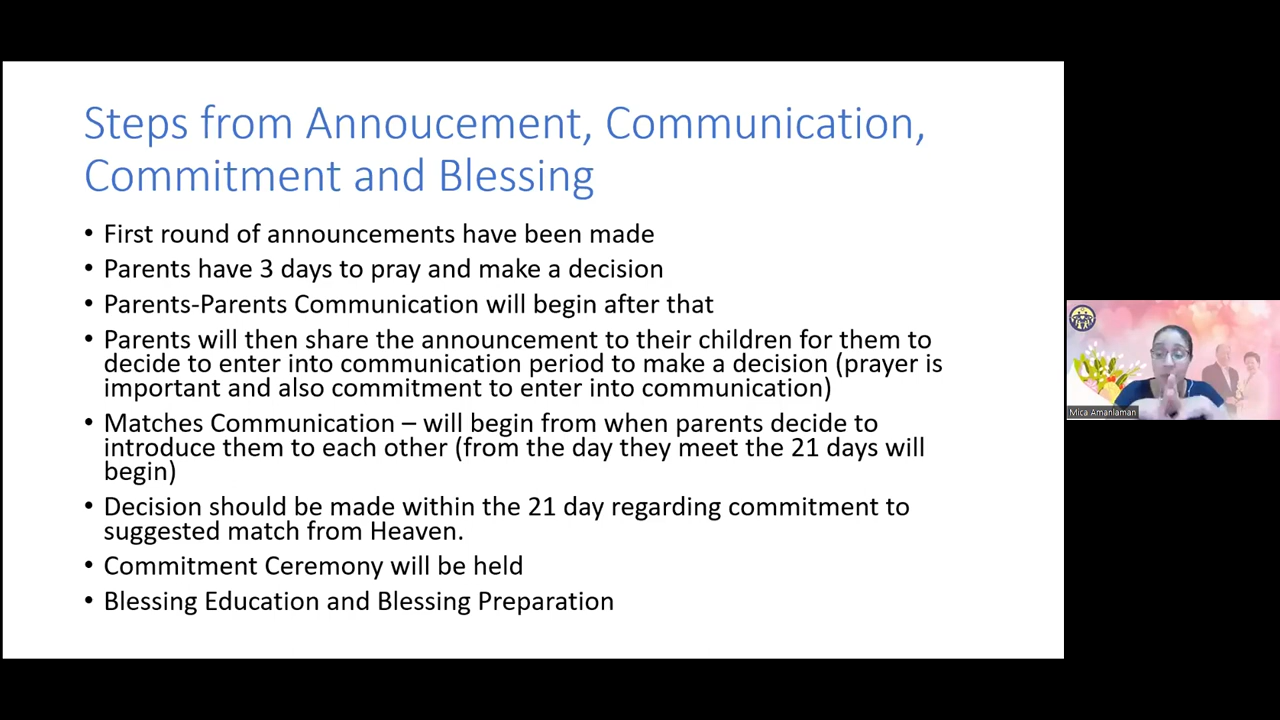 Steps from Annoucement, Communication,
Commitment and Blessing
• First round of announcements have been made
• Parents have 3 days to pray and make a decision
• Parents-Parents Communication will begin after that
• Parents will then share the announcement to their children for them to
decide to enter into communication period to make a decision (prayer is
important and also commitment to enter into communication)
• Matches Communication – will begin from when parents decide to
introduce them to each other (from the day they meet the 21 days will
begin)
• Decision should be made within the 21 day regarding commitment to
suggested match from Heaven.
• Commitment Ceremony will be held
• Blessing Education and Blessing Preparation
Mica Amanlaman